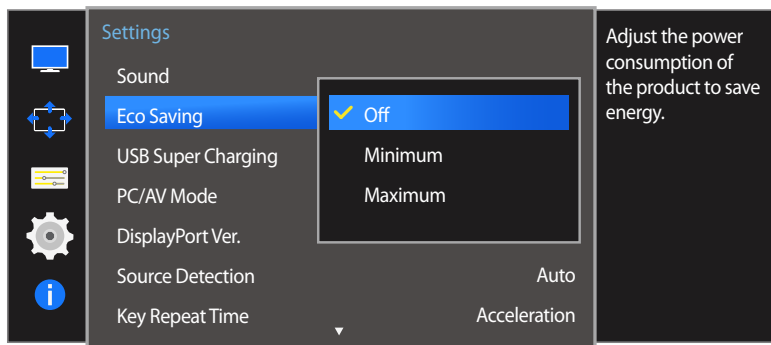 Settings
Sound
Eco Saving
Off
USB Super Charging
Minimum
PC/AV Mode
Maximum
DisplayPort Ver.
Source Detection Auto
Key Repeat Time Acceleration
Adjust the power
consumption of
the product to save
energy.